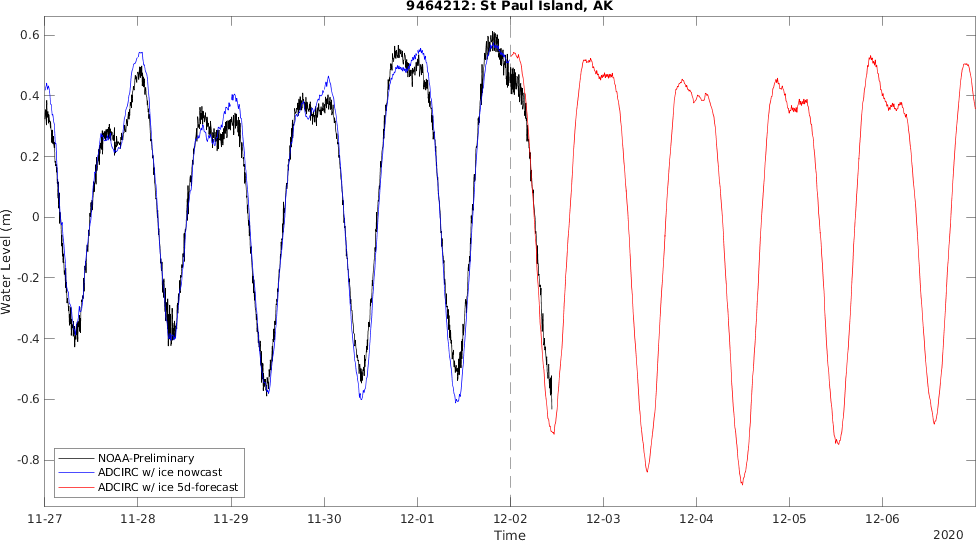 9464212: St Paul Island, AK
0.6
0.4
0.2
0
-0.2
-0.4
-0.6
-0.8
Water Level (m)
NOAA-Preliminary
ADCIRC w/ ice nowcast
ADCIRC w/ ice 5d-forecast
11-27 11-28 11-29 11-30 12-01 12-02 12-03 12-04 12-05 12-06
Time
2020